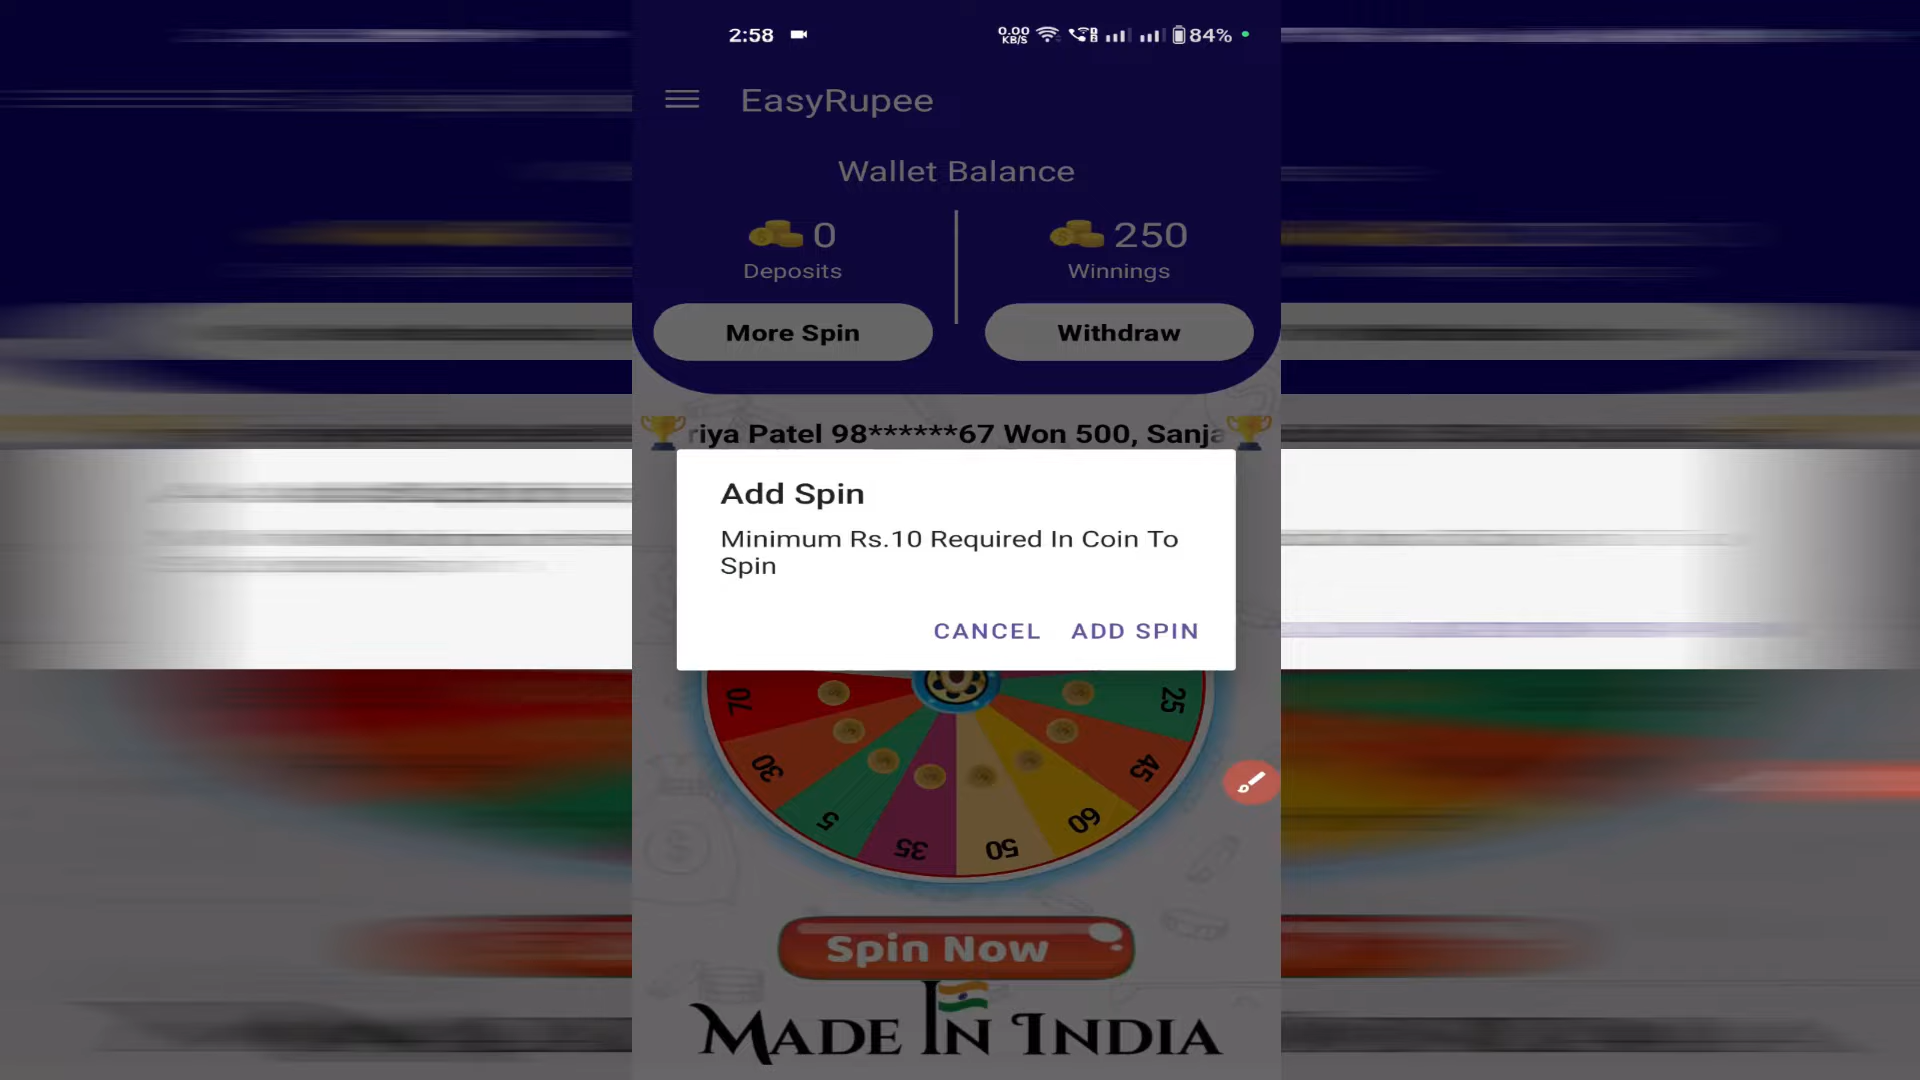 2:58
0.00
KB/S
84%
EasyRupee
Wallet Balance
0
250
Deposits
Winnings
More Spin
Withdraw
riya Patel 98******67 Won 500, Sanja
Add Spin
Minimum Rs.10 Required In Coin To
Spin
CANCEL
ADD SPIN
70
25
30
45
5
60
35
50
Spin Now
MADE IN INDIA